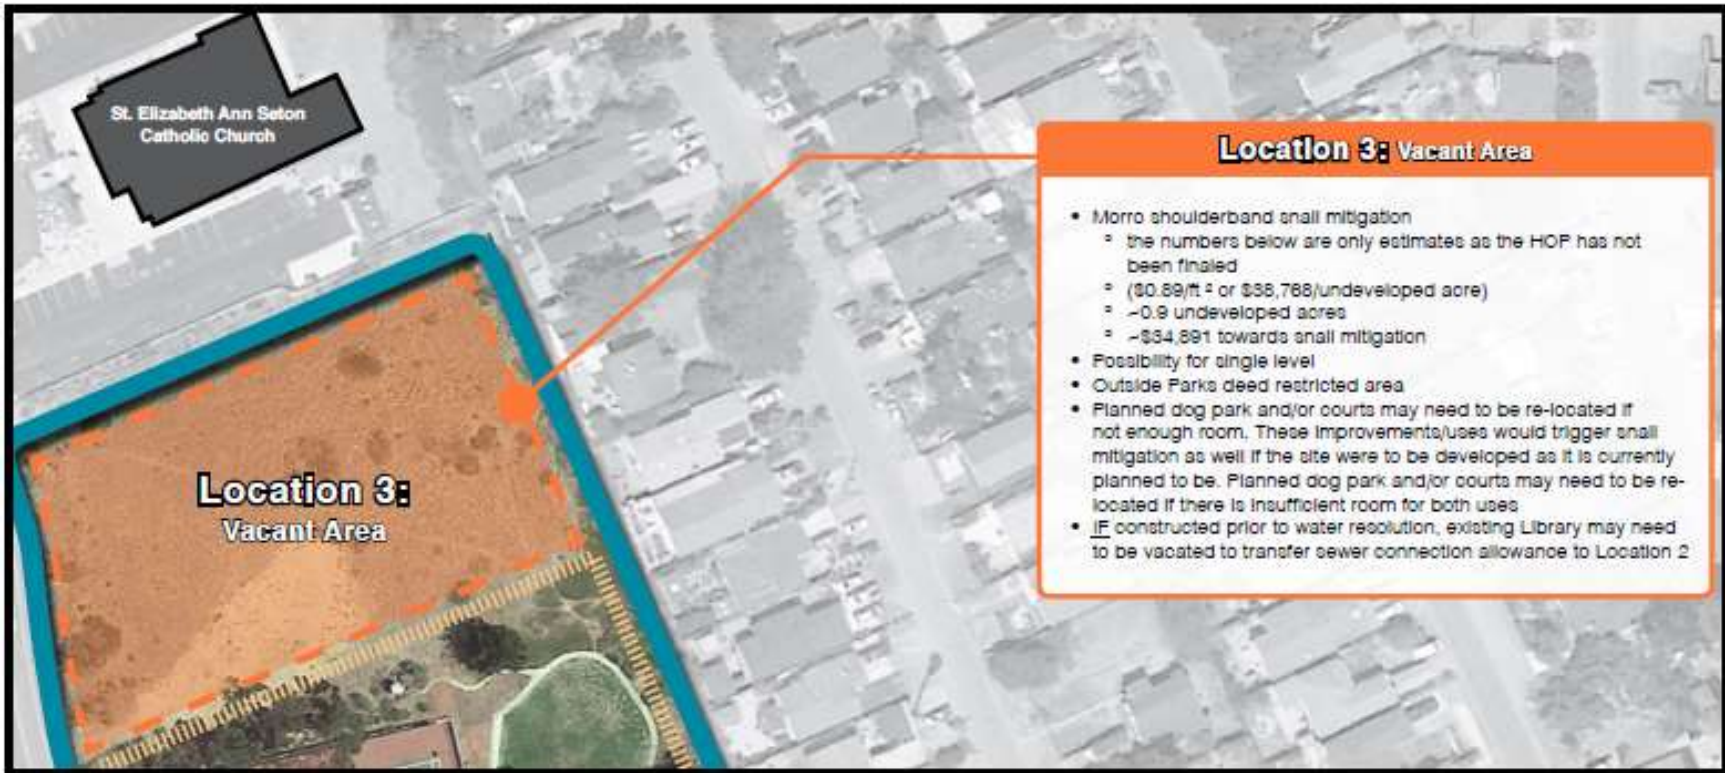 St. Elizabeth Ann Seton
Catholic Church
Location 3: Vacant Area
• Morro shoulderband snail mitigation
° the numbers below are only estimates as the HCP has not
been finaled
° ($0.89/ft ² or $38,768/undeveloped acre)
° ~0.9 undeveloped acres
° ~$34,891 towards snail mitigation
• Possibility for single level
• Outside Parks deed restricted area
• Planned dog park and/or courts may need to be re-located if
not enough room. These improvements/uses would trigger snail
mitigation as well if the site were to be developed as it is currently
planned to be. Planned dog park and/or courts may need to be re-
located if there is insufficient room for both uses
• IF constructed prior to water resolution, existing Library may need
to be vacated to transfer sewer connection allowance to Location 2
Location 3:
Vacant Area